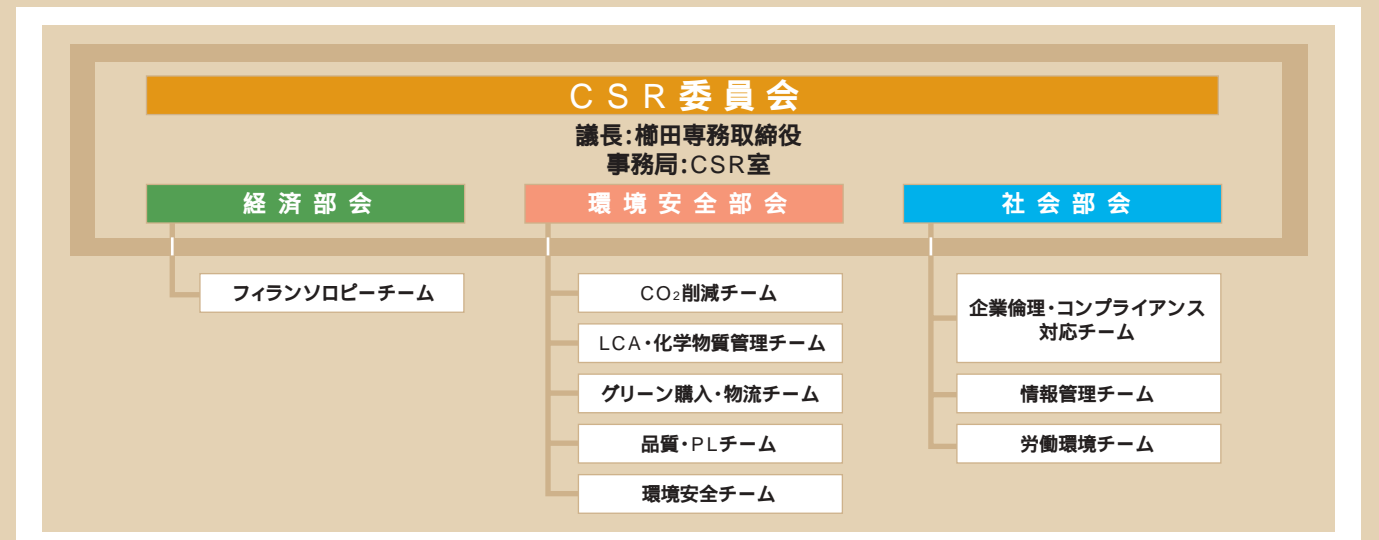 CSR委員会
議長:櫛田専務取締役
事務局:CSR室
経済部会
環境安全部会
社会部会
フィランソロピーチーム
CO₂削減チーム
LCA・化学物質管理チーム
グリーン購入・物流チーム
品質・PLチーム
環境安全チーム
企業倫理・コンプライアンス
対応チーム
情報管理チーム
労働環境チーム